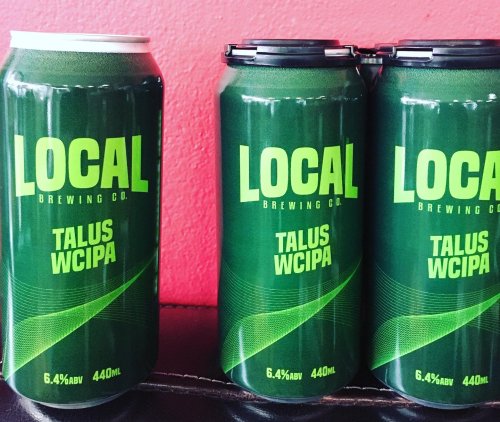 LOCAL
BREWING CO.
TALUS
WCIPA
6.4%ABV 440ML
LOCAL
BREWING CO.
TALUS
WCIPA
6.4%ABV 440ML
LOCA
BREWING CO
TALUS
WCIPA
6.4%ABV 440ML